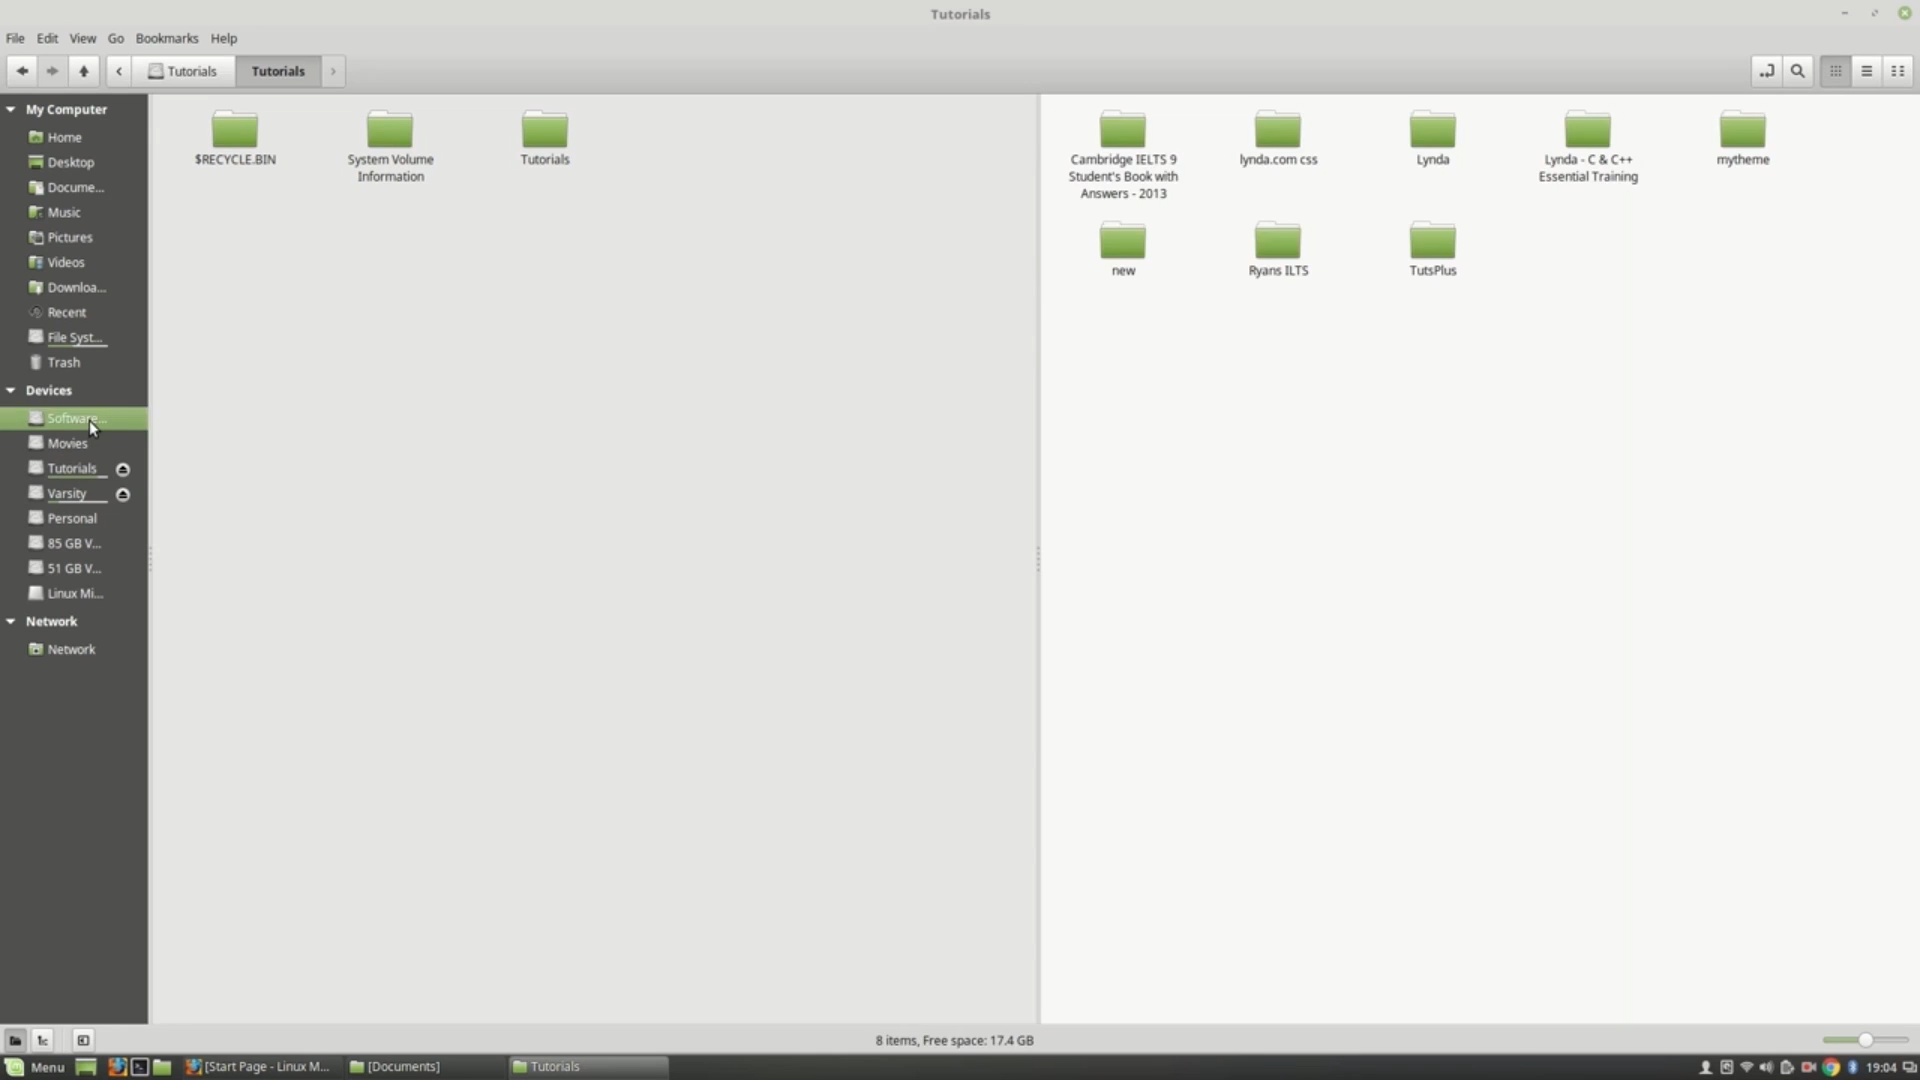 Tutorials
File Edit View Go Bookmarks Help
Tutorials Tutorials
My Computer
Home
Desktop
Docume...
Music
Pictures
Videos
Downloa...
Recent
File Syst...
Trash
Devices
Software...
Movies
Tutorials
Varsity
Personal
85 GB V...
51 GB V...
Linux Mi...
Network
Network
$RECYCLE.BIN
System Volume
Information
Tutorials
Cambridge IELTS 9
Student's Book with
Answers - 2013
lynda.com css
Lynda
Lynda - C & C++
Essential Training
mytheme
new
Ryans ILTS
TutsPlus
8 items, Free space: 17.4 GB
Menu [Start Page - Linux M... [Documents] Tutorials 19:04